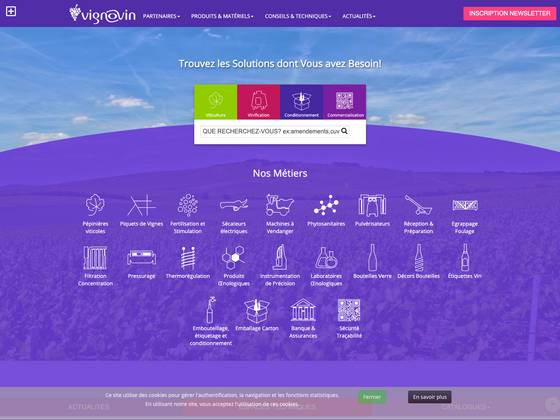 vignovin PARTENAIRES PRODUITS & MATÉRIELS CONSEILS & TECHNIQUES ACTUALITÉS INSCRIPTION NEWSLETTER
Trouvez les Solutions dont Vous avez Besoin!
Viticulture Vinification Conditionnement Commercialisation
QUE RECHERCHEZ-VOUS? ex:amendements,cuv
Nos Métiers
Pépinières viticoles
Piquets de Vignes
Fertilisation et Stimulation
Sécateurs électriques
Machines à Vendanger
Phytosanitaires
Pulvérisateurs
Réception & Préparation
Egrappage Foulage
Filtration Concentration
Pressurage
Thermorégulation
Produits Œnologiques
Instrumentation de Précision
Laboratoires Œnologiques
Bouteilles Verre
Décors Bouteilles
Étiquettes Vin
Embouteillage, étiquetage et conditionnement
Emballage Carton
Banque & Assurances
Sécurité Traçabilité
Ce site utilise des cookies pour gérer l'authentification, la navigation et les fonctions statistiques.
En utilisant notre site, vous acceptez l'utilisation de ces cookies.
Fermer
En savoir plus
ACTUALITÉS
CATALOGUES